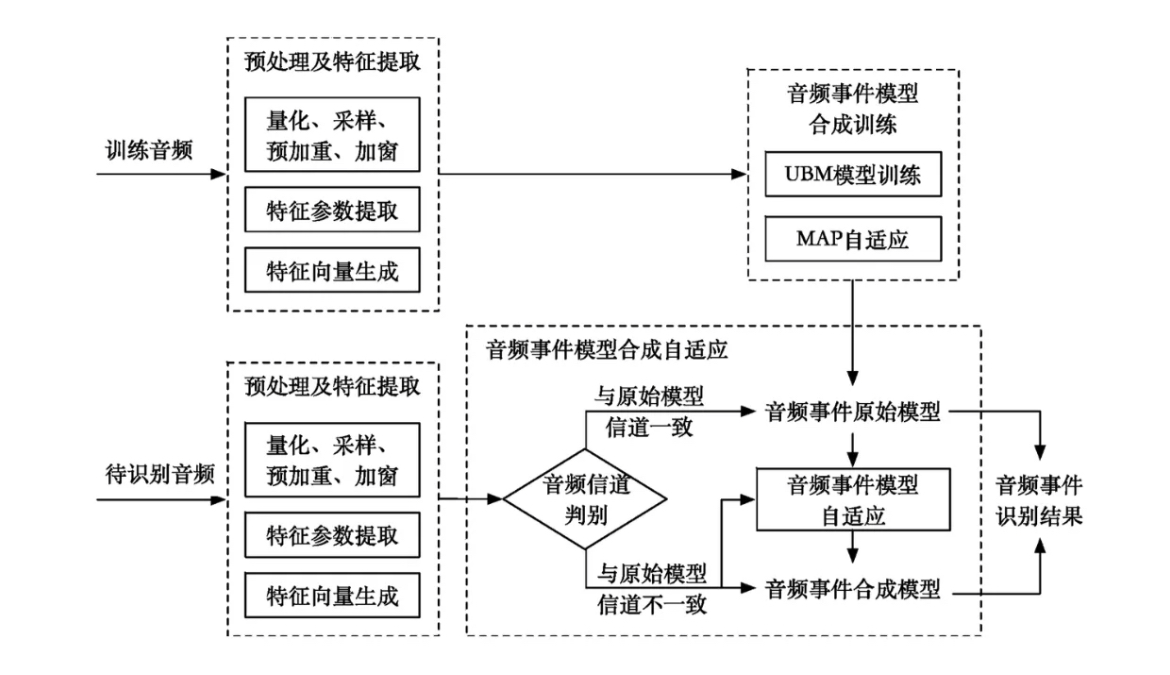 预处理及特征提取
量化、采样、
预加重、加窗
训练音频
特征参数提取
特征向量生成
音频事件模型
合成训练
UBM模型训练
MAP自适应
预处理及特征提取
量化、采样、
预加重、加窗
待识别音频
特征参数提取
特征向量生成
音频事件模型合成自适应
与原始模型
信道一致
音频信道
判别
与原始模型
信道不一致
音频事件原始模型
音频事件模型
自适应
音频事件合成模型
音频事件
识别结果